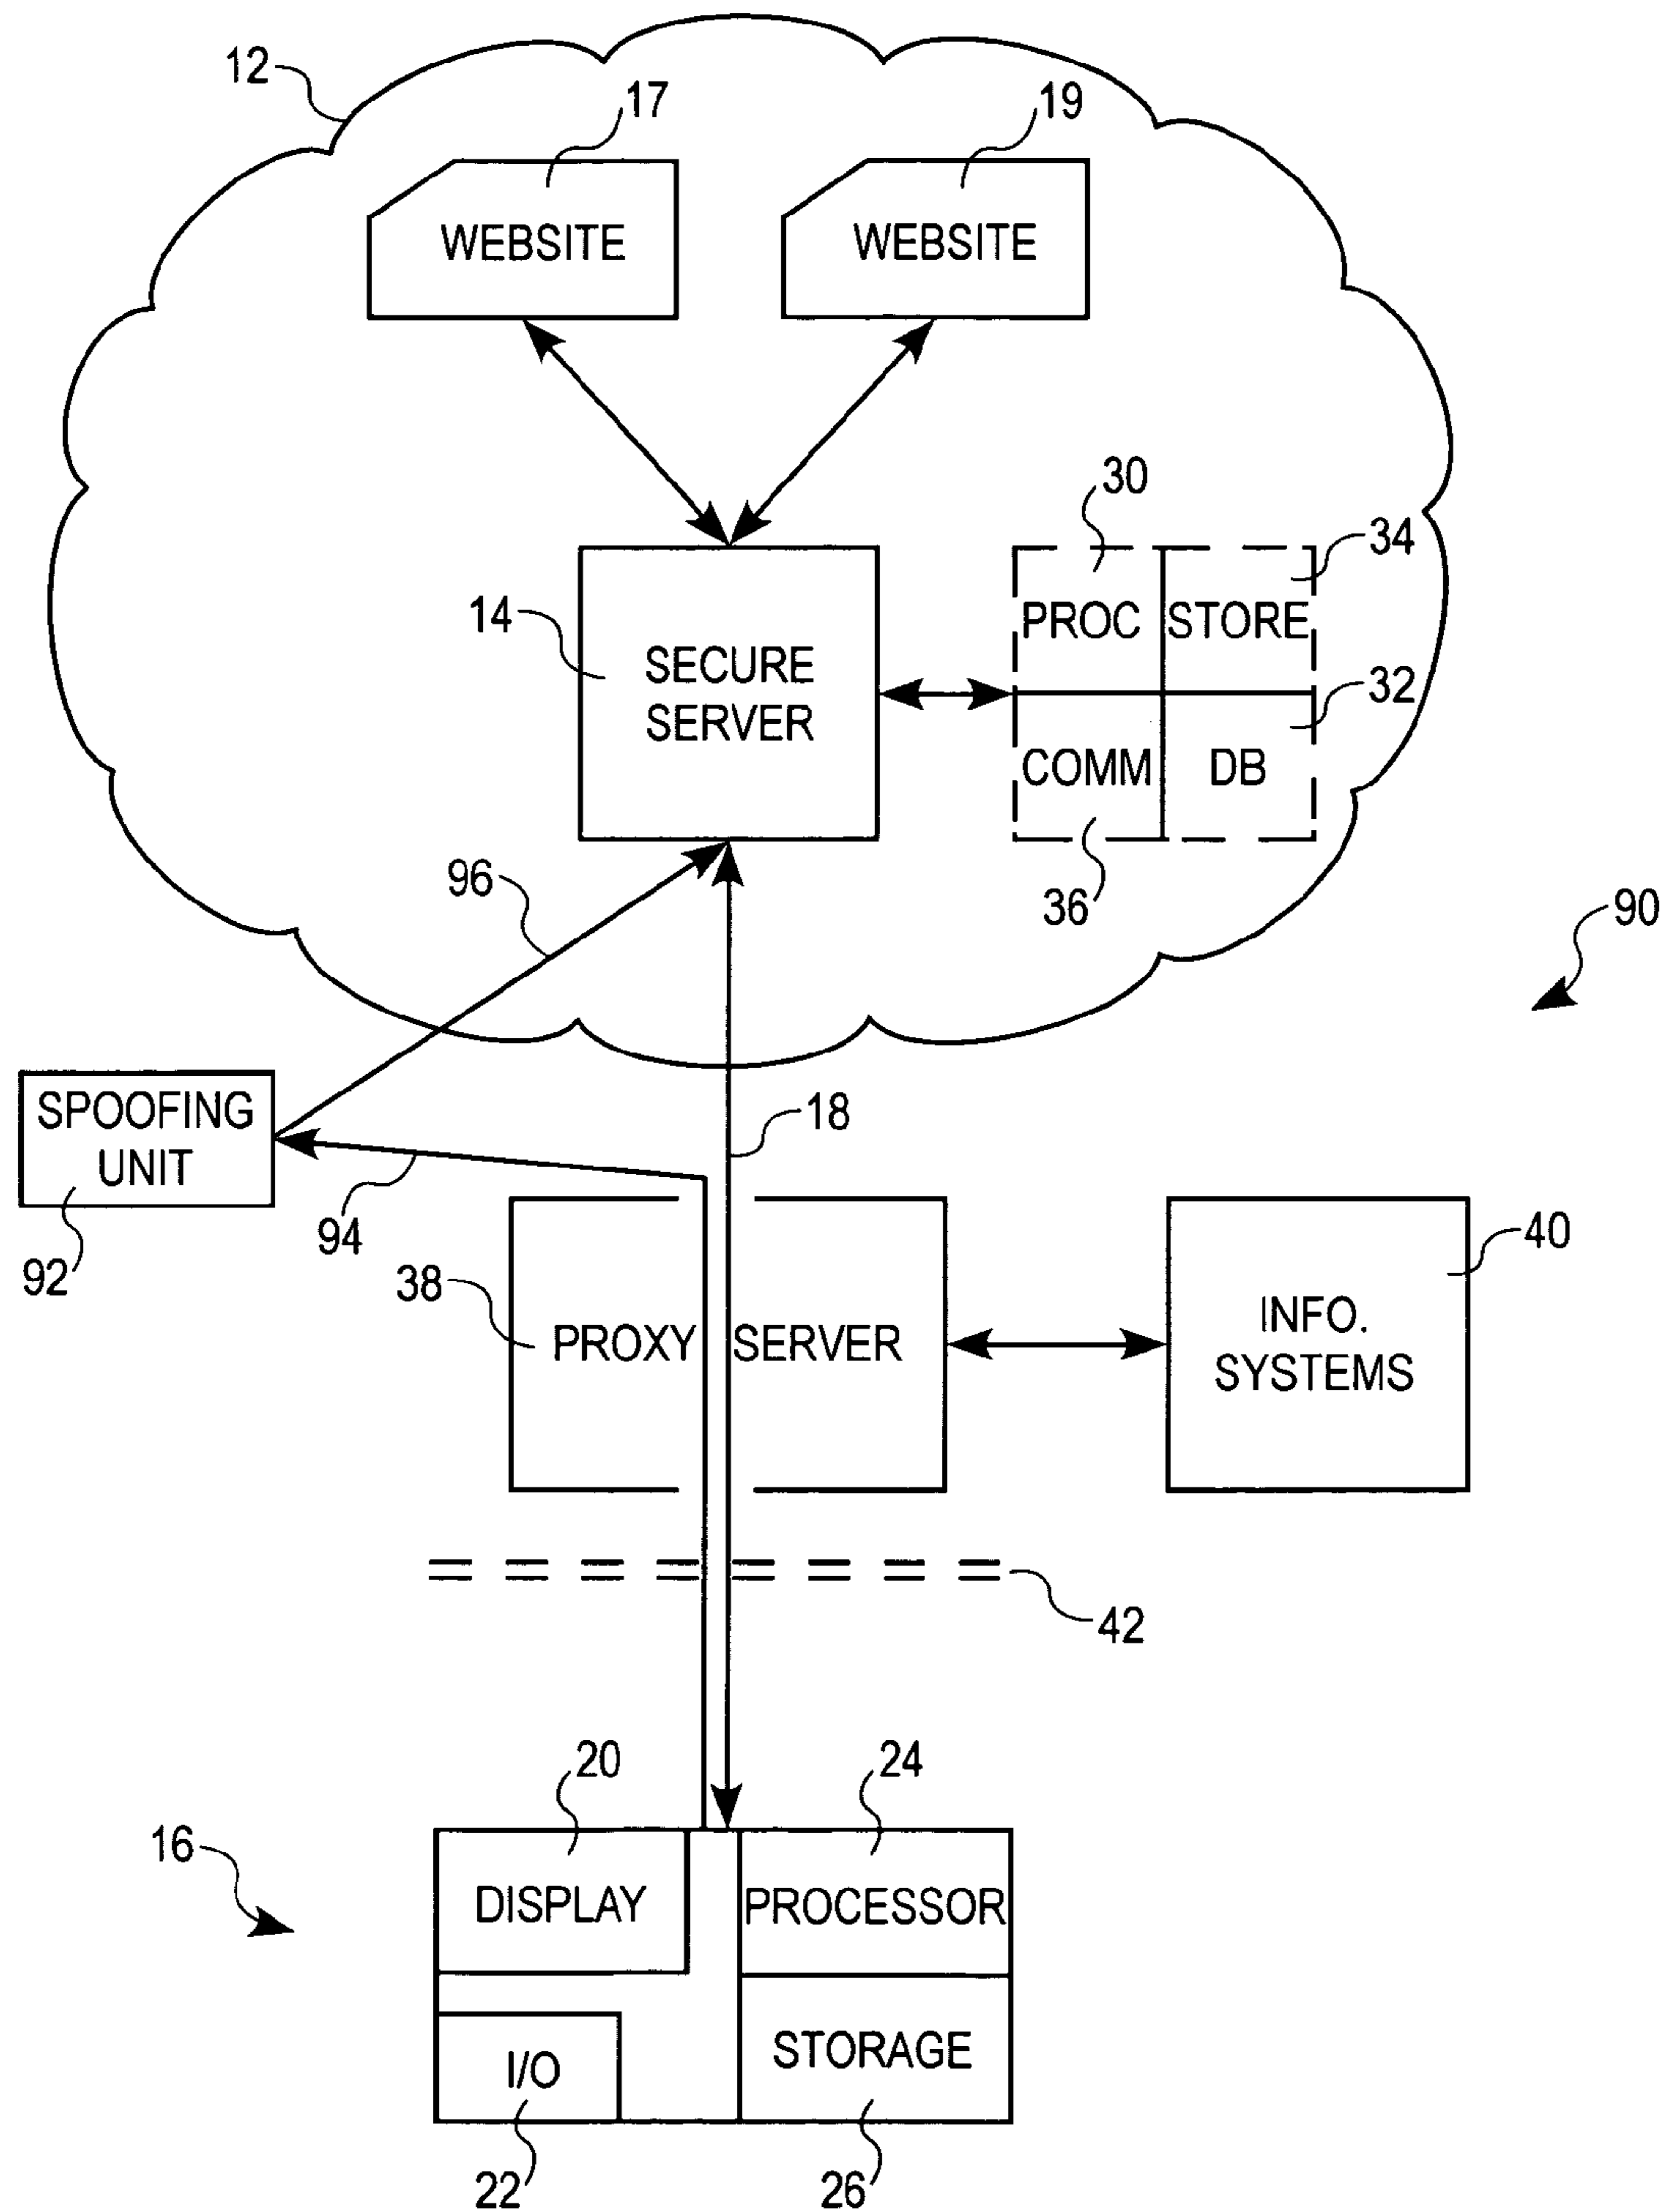 12
17
19
WEBSITE
WEBSITE
30
34
14
SECURE
SERVER
PROC
STORE
32
COMM
DB
36
96
90
SPOOFING
UNIT
18
92
94
38
40
PROXY SERVER
INFO.
SYSTEMS
42
20
24
16
DISPLAY
PROCESSOR
I/O
STORAGE
22
26